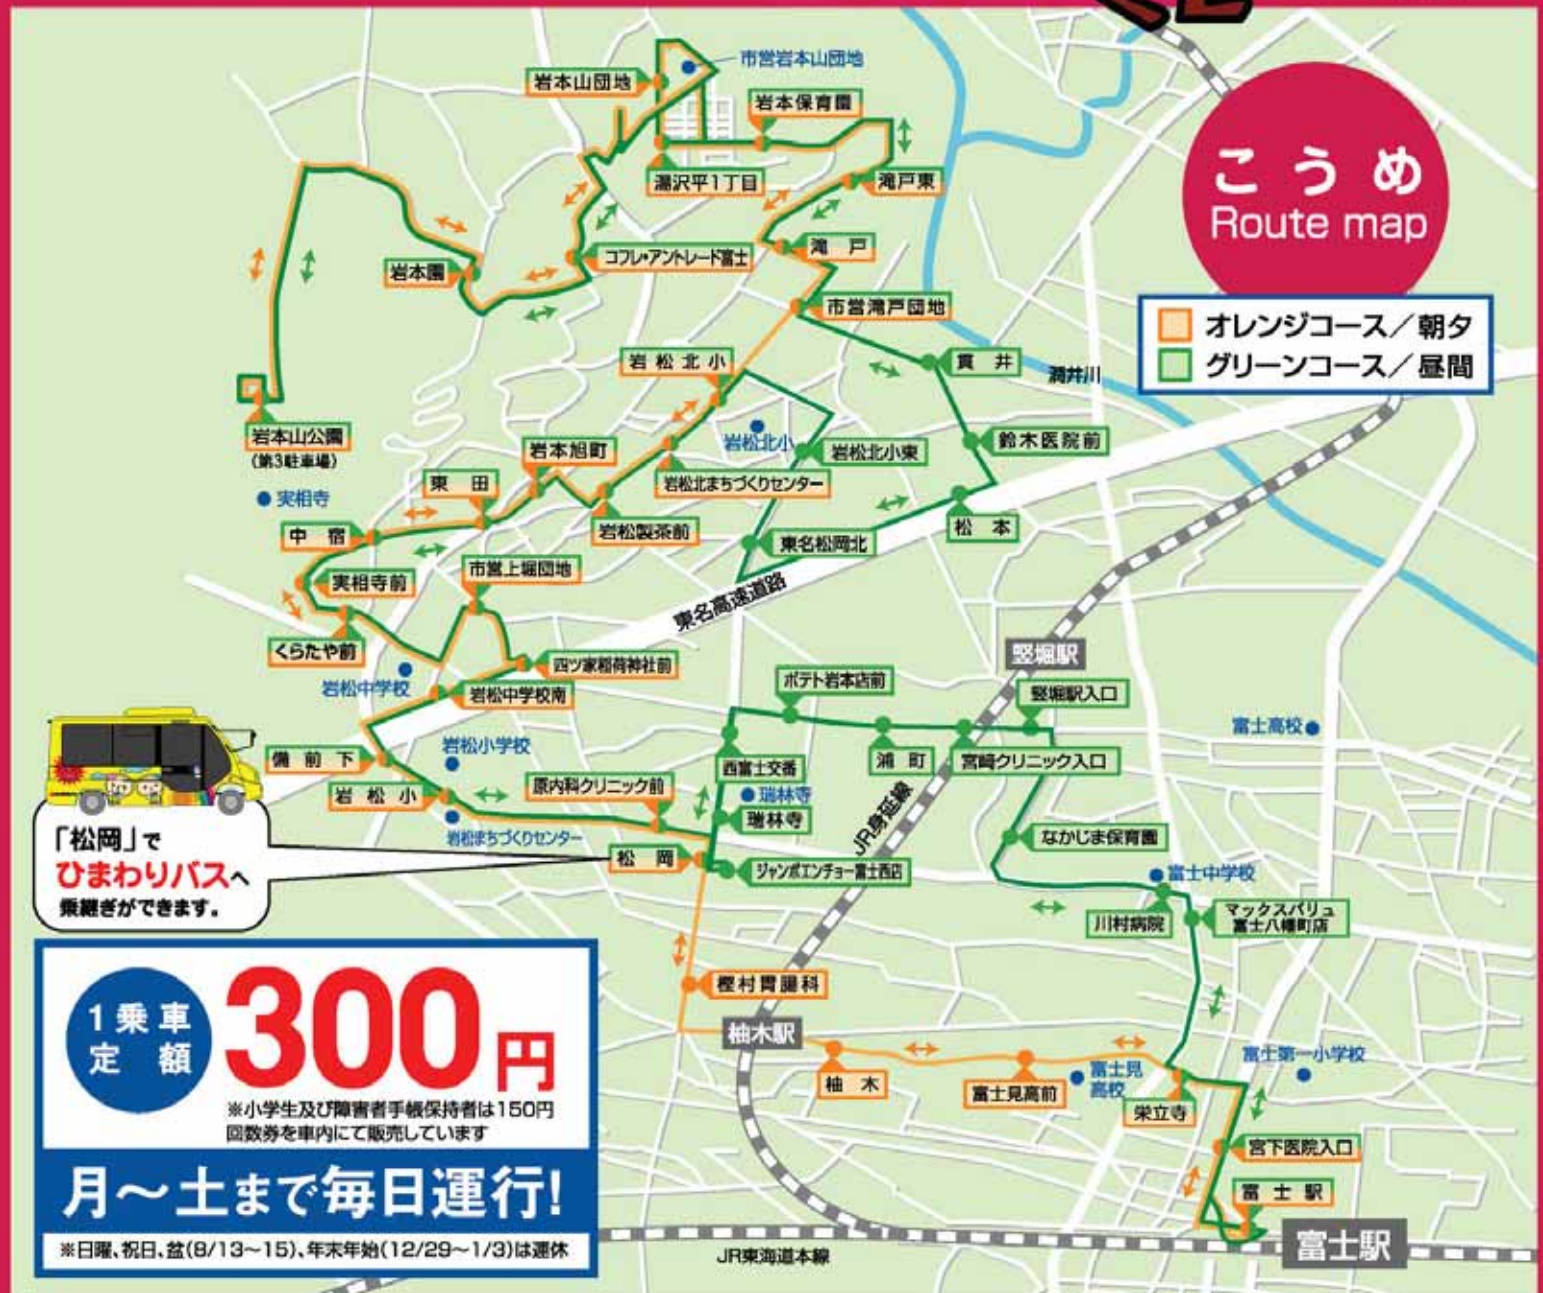 こうめ
Route map
オレンジコース／朝夕
グリーンコース／昼間
市営岩本山団地
岩本山団地
岩本保育園
湯沢平1丁目
滝戸東
滝戸
コフレ・アントレード富士
岩本園
市営滝戸団地
岩松北小
貫井
潤井川
岩本山公園
(第3駐車場)
岩松北小
岩松北小東
鈴木医院前
岩本旭町
東田
岩松北まちづくりセンター
実相寺
中宿
岩松製茶前
東名松岡北
松本
実相寺前
市営上堀団地
東名高速道路
くらたや前
四ツ家稲荷神社前
竪堀駅
岩松中学校
岩松中学校南
ポテト岩本店前
竪堀駅入口
備前下
岩松小学校
西富士交番
浦町
宮崎クリニック入口
富士高校
岩松小
原内科クリニック前
瑞林寺
瑞林寺
JR身延線
岩松まちづくりセンター
なかじま保育園
松岡
ジャンボエンチョー富士西店
富士中学校
「松岡」で
ひまわりバスへ
乗継ぎができます。
川村病院
マックスバリュ
富士八幡町店
樫村胃腸科
柚木駅
柚木
富士見高前
富士見
高校
富士第一小学校
栄立寺
宮下医院入口
富士駅
富士駅
JR東海道本線
1乗車
定額
300円
※小学生及び障害者手帳保持者は150円
回数券を車内にて販売しています
月〜土まで毎日運行!
※日曜、祝日、盆(8/13〜15)、年末年始(12/29〜1/3)は運休